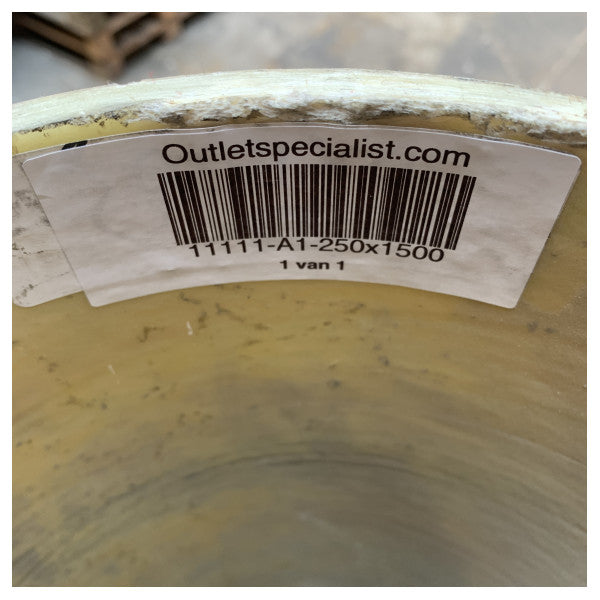 Outletspecialist.com
11111-A1-250x1500
1 van 1